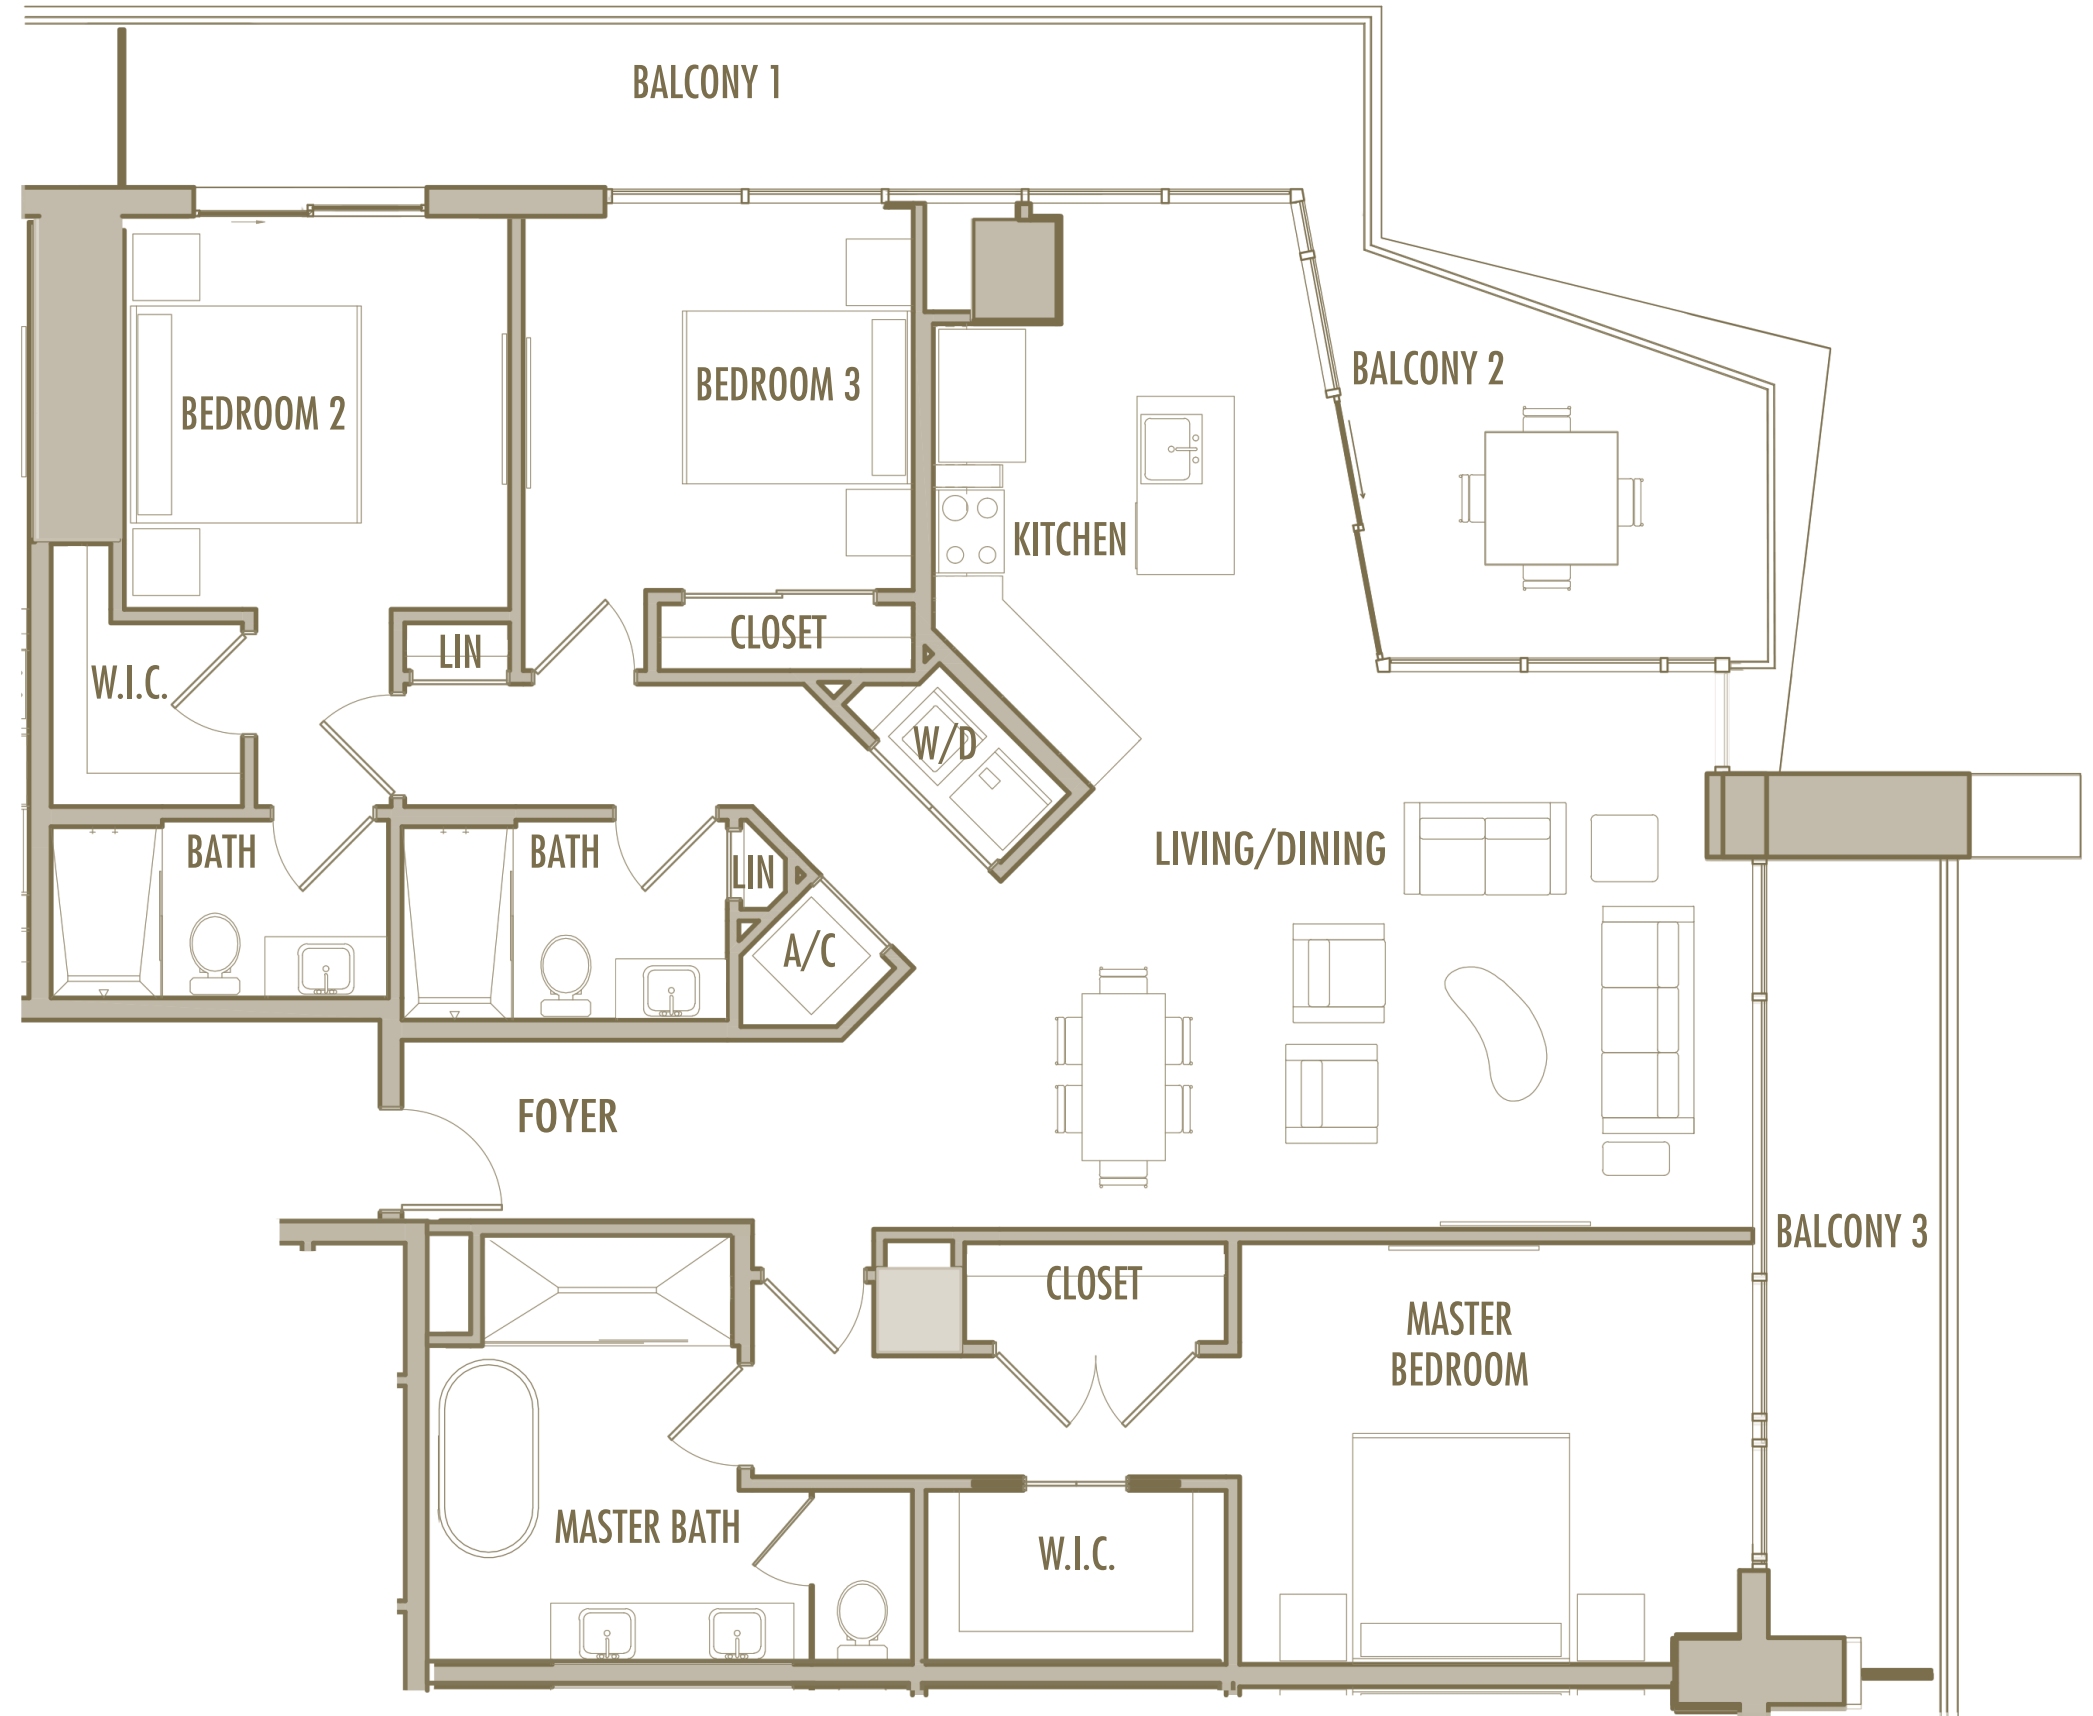 BALCONY 1
BALCONY 2
BEDROOM 3
BEDROOM 2
KITCHEN
CLOSET
LIN
W.I.C.
W/D
BATH
BATH
LIVING/DINING
LIN
A/C
FOYER
BALCONY 3
CLOSET
MASTER
BEDROOM
MASTER BATH
W.I.C.